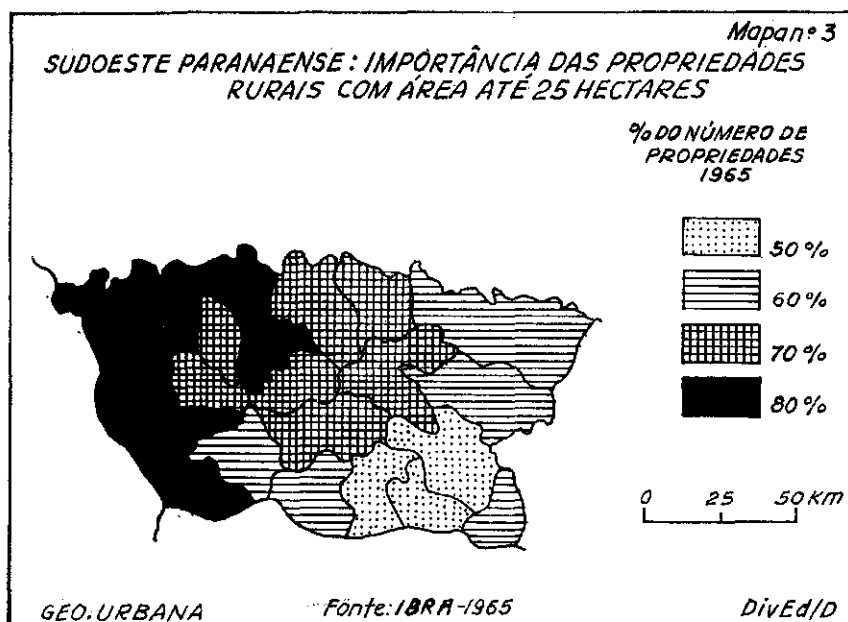 Mapa nº 3
SUDOESTE PARANAENSE: IMPORTÂNCIA DAS PROPRIEDADES
RURAIS COM ÁREA ATÉ 25 HECTARES
% DO NÚMERO DE
PROPRIEDADES
1965
50%
60%
70%
80%
0 25 50 KM
GEO. URBANA Fonte: IBRA-1965 DivEd/D